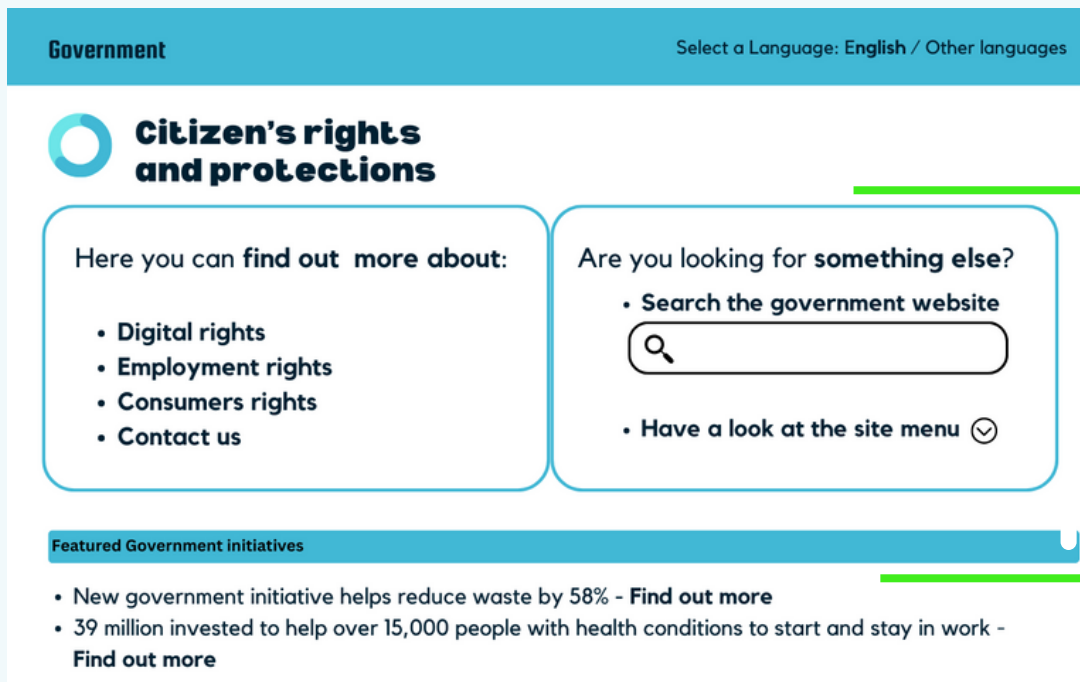 Government
Select a Language: English / Other languages
Citizen's rights
and protections
Here you can find out more about:
• Digital rights
• Employment rights
• Consumers rights
• Contact us
Are you looking for something else?
• Search the government website
• Have a look at the site menu
Featured Government initiatives
• New government initiative helps reduce waste by 58% - Find out more
• 39 million invested to help over 15,000 people with health conditions to start and stay in work -
Find out more